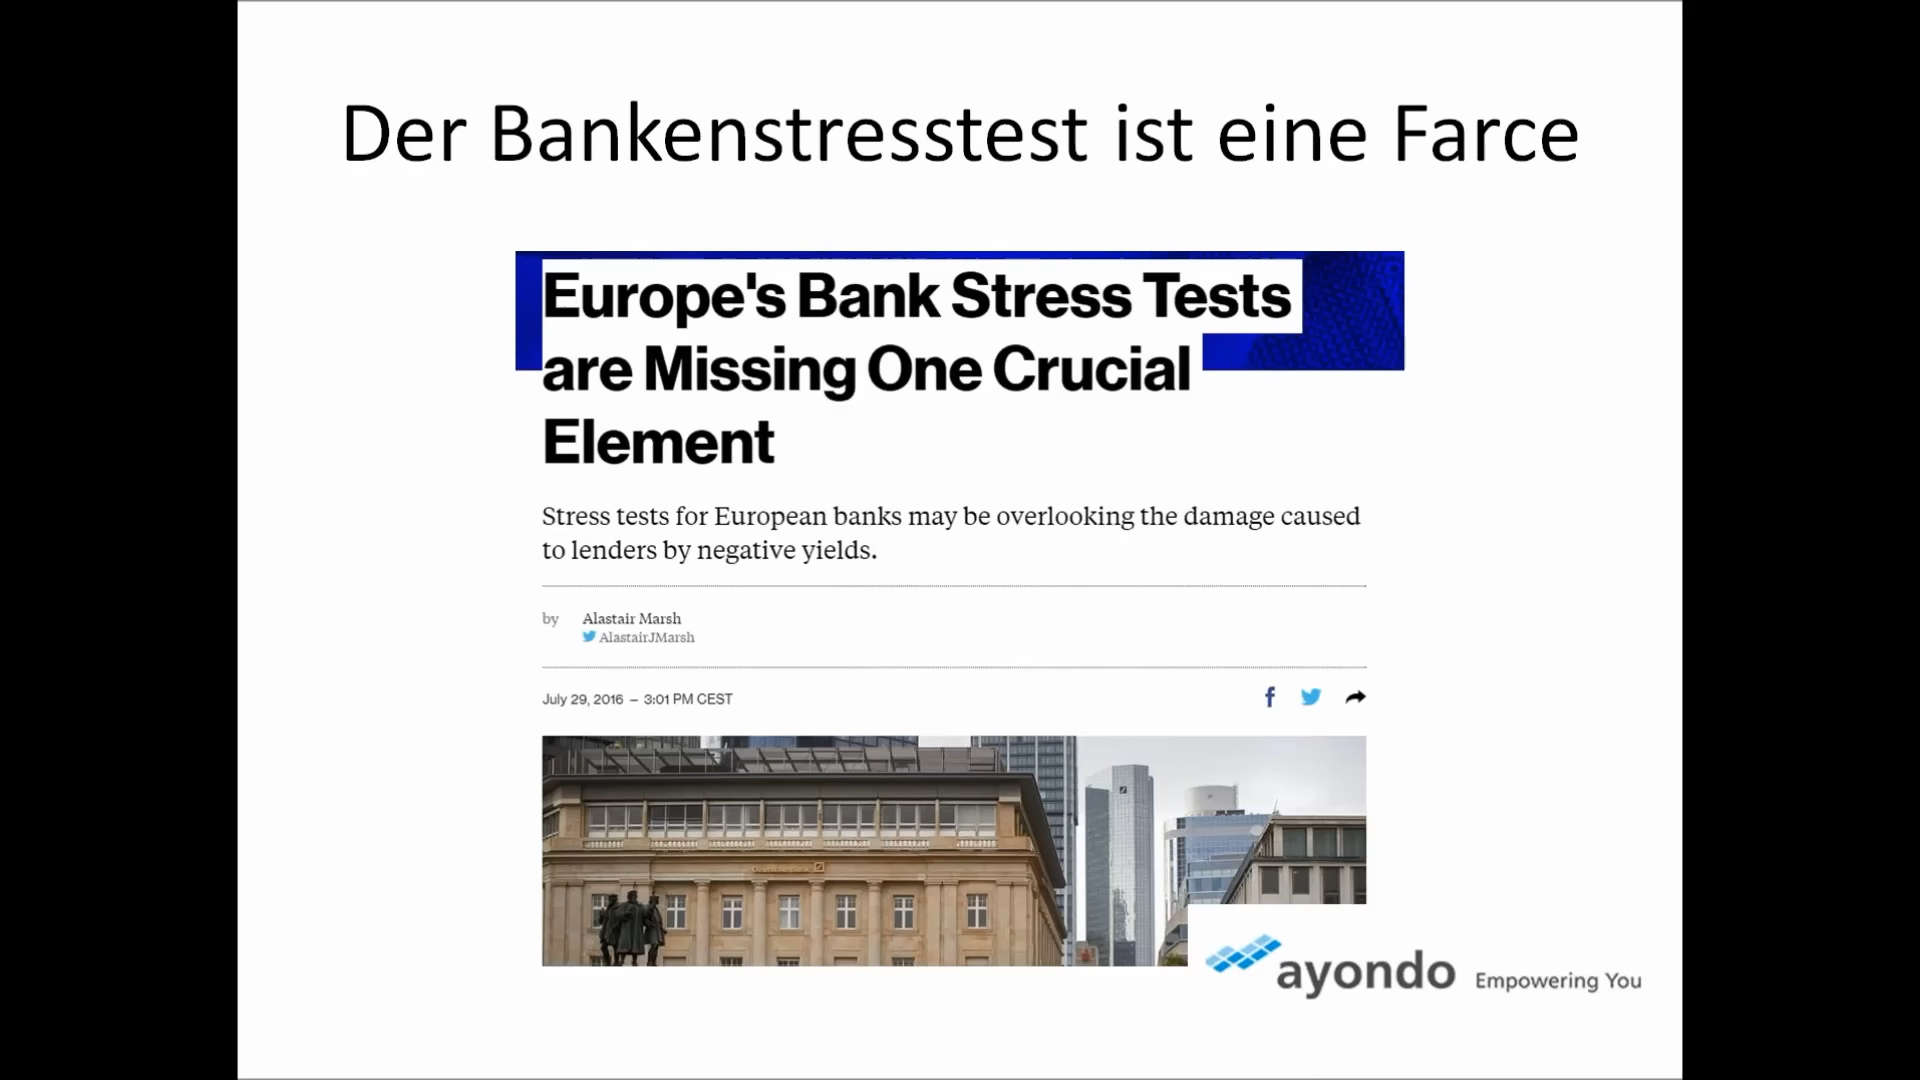 Der Bankenstresstest ist eine Farce
Europe's Bank Stress Tests
are Missing One Crucial
Element
Stress tests for European banks may be overlooking the damage caused
to lenders by negative yields.
by Alastair Marsh
AlastairJMarsh
July 29, 2016 – 3:01 PM CEST
Deutsche Bank
ayondo Empowering You